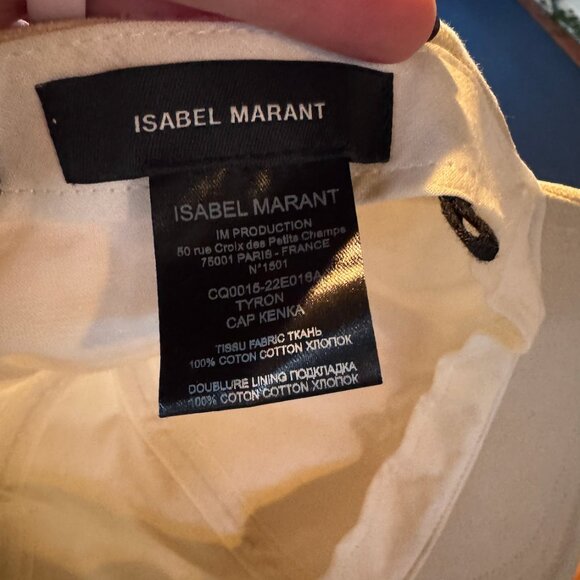 ISABEL MARANT
ISABEL MARANT
IM PRODUCTION
50 rue Croix des Petits Champs
75001 PARIS - FRANCE
N°1501
CQ0015-22E016A
TYRON
CAP KENKA
TISSU FABRIC ТКАНЬ
100% COTON COTTON ХЛОПОК
DOUBLURE LINING ПОДКЛАДКА
100% COTON COTTON ХЛОПОК